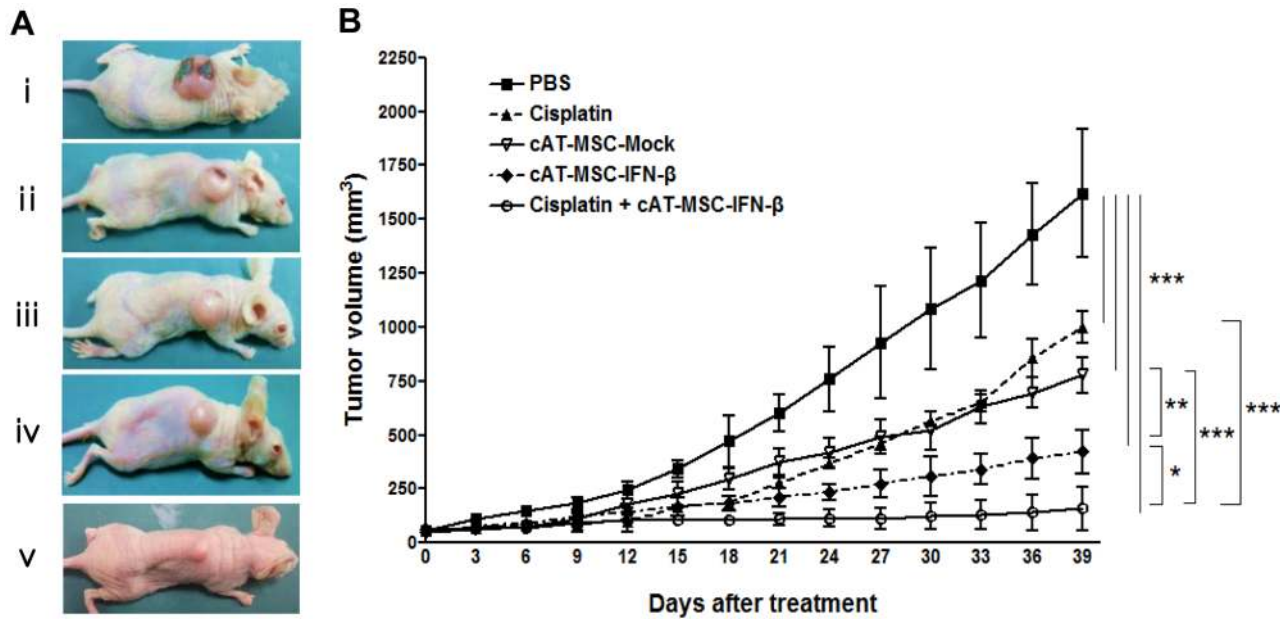 A
i
ii
iii
iv
v
B
Tumor volume (mm³)
2250
2000
1750
1500
1250
1000
750
500
250
0
PBS
Cisplatin
cAT-MSC-Mock
cAT-MSC-IFN-β
Cisplatin + cAT-MSC-IFN-β
0 3 6 9 12 15 18 21 24 27 30 33 36 39
Days after treatment
***
**
*
***
***